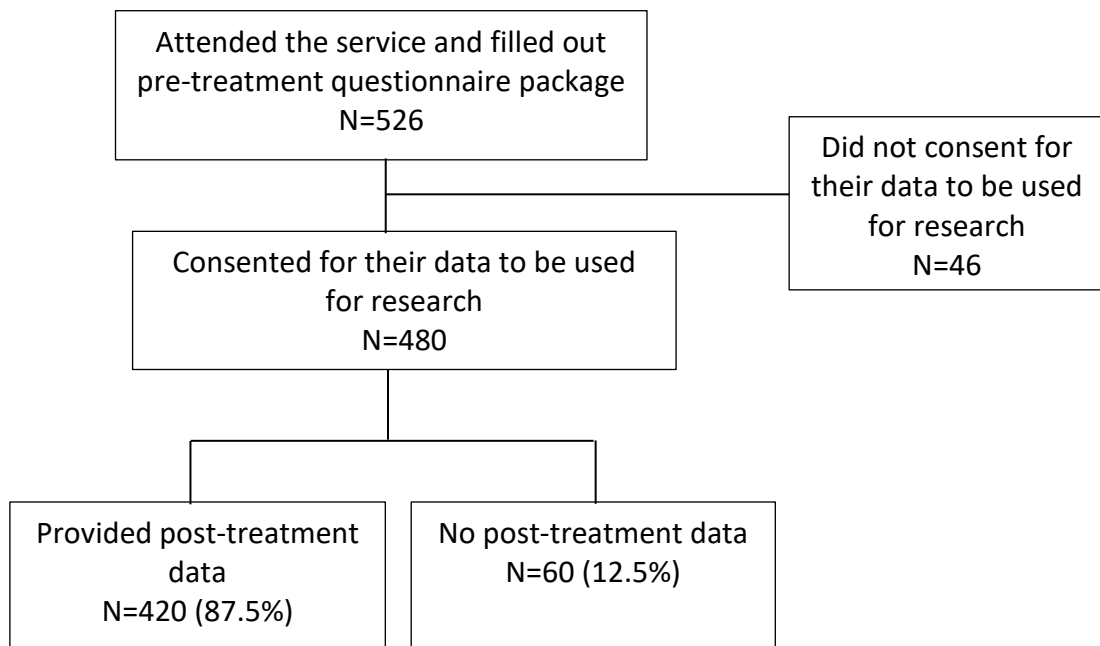 Attended the service and filled out
pre-treatment questionnaire package
N=526
Did not consent for
their data to be used
for research
N=46
Consented for their data to be used
for research
N=480
Provided post-treatment
data
N=420 (87.5%)
No post-treatment data
N=60 (12.5%)